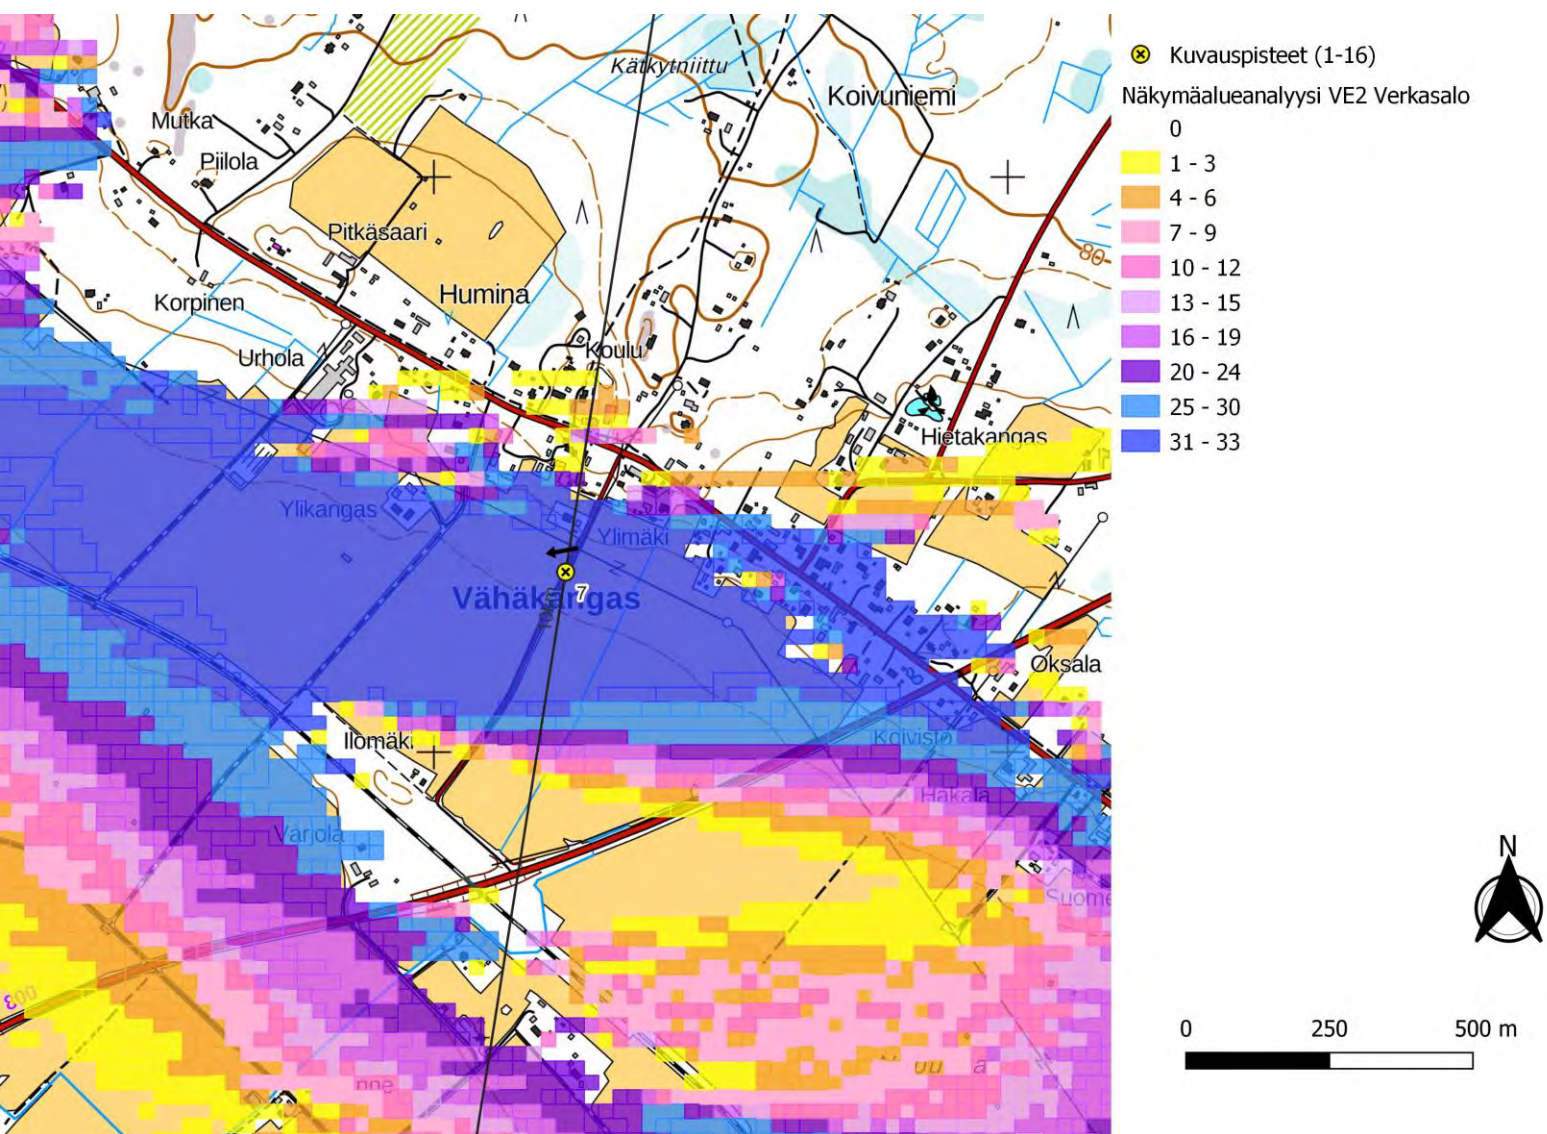 Kuvauspisteet (1-16)
Näkymäalueanalyysi VE2 Verkasalo
0
1 - 3
4 - 6
7 - 9
10 - 12
13 - 15
16 - 19
20 - 24
25 - 30
31 - 33
Kätkytniittu
Koivuniemi
Mutka
Piilola
Pitkäsaari
80
Humina
Korpinen
Urhola
Koulu
Hietakangas
Ylikangas
Ylimäki
7
Vähäkangas
Oksala
Ilomäki
Koivisto
Hakala
Varjola
Suome
nne
N
0 250 500 m